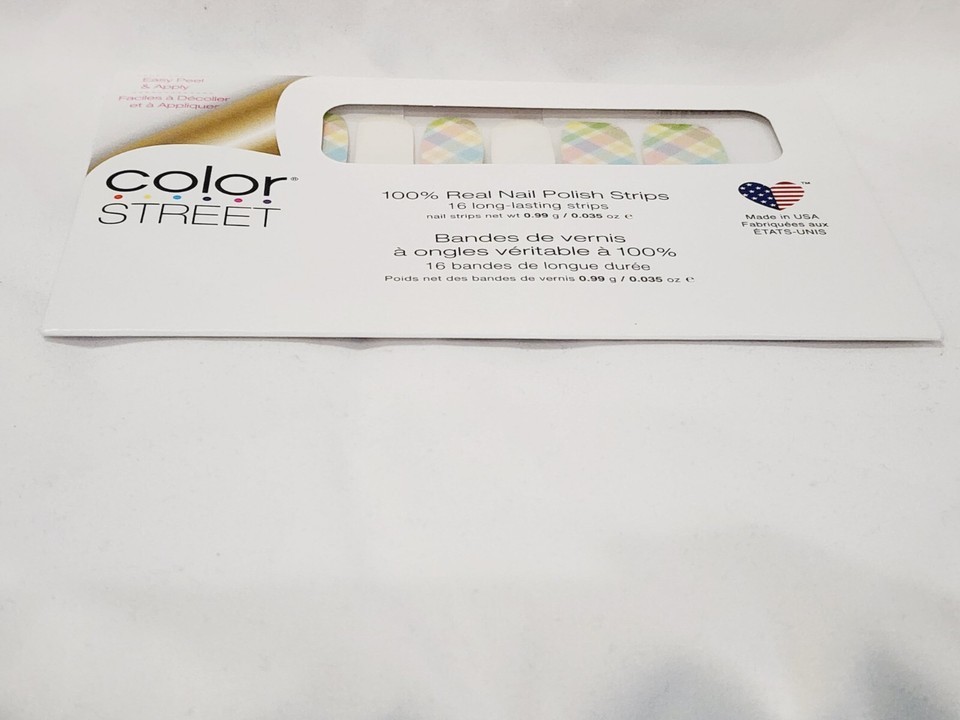 Easy Peel
& Apply
Faciles à Décoller
et à Appliquer
color®
STREET
100% Real Nail Polish Strips
16 long-lasting strips
nail strips net wt 0.99 g / 0.035 oz ℮
Bandes de vernis
à ongles véritable à 100%
16 bandes de longue durée
Poids net des bandes de vernis 0.99 g / 0.035 oz ℮
™
Made in USA
Fabriquées aux
ÉTATS-UNIS